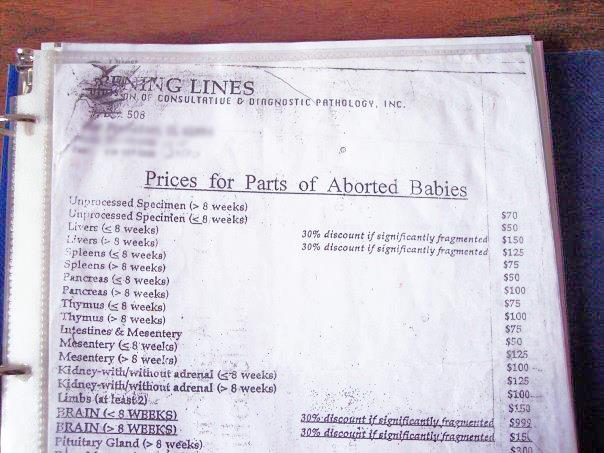 NING LINES
ON OF CONSULTATIVE & DIAGNOSTIC PATHOLOGY, INC.
508
Prices for Parts of Aborted Babies
Unprocessed Specimen (> 8 weeks) $70
Unprocessed Specimen (≤ 8 weeks) $50
Livers (≤ 8 weeks) 30% discount if significantly fragmented $150
Livers (> 8 weeks) 30% discount if significantly fragmented $125
Spleens (≤ 8 weeks) $75
Spleens (> 8 weeks) $50
Pancreas (≤ 8 weeks) $100
Pancreas (> 8 weeks) $75
Thymus (≤ 8 weeks) $100
Thymus (> 8 weeks) $75
Intestines & Mesentery $50
Mesentery (≤ 8 weeks) $125
Mesentery (> 8 weeks) $100
Kidney-with/without adrenal (≤ 8 weeks) $125
Kidney-with/without adrenal (> 8 weeks) $100
Limbs (at least 2) $150
BRAIN (< 8 WEEKS) 30% discount if significantly fragmented $999
BRAIN (> 8 WEEKS) 30% discount if significantly fragmented
Pituitary Gland (> 8 weeks) $300